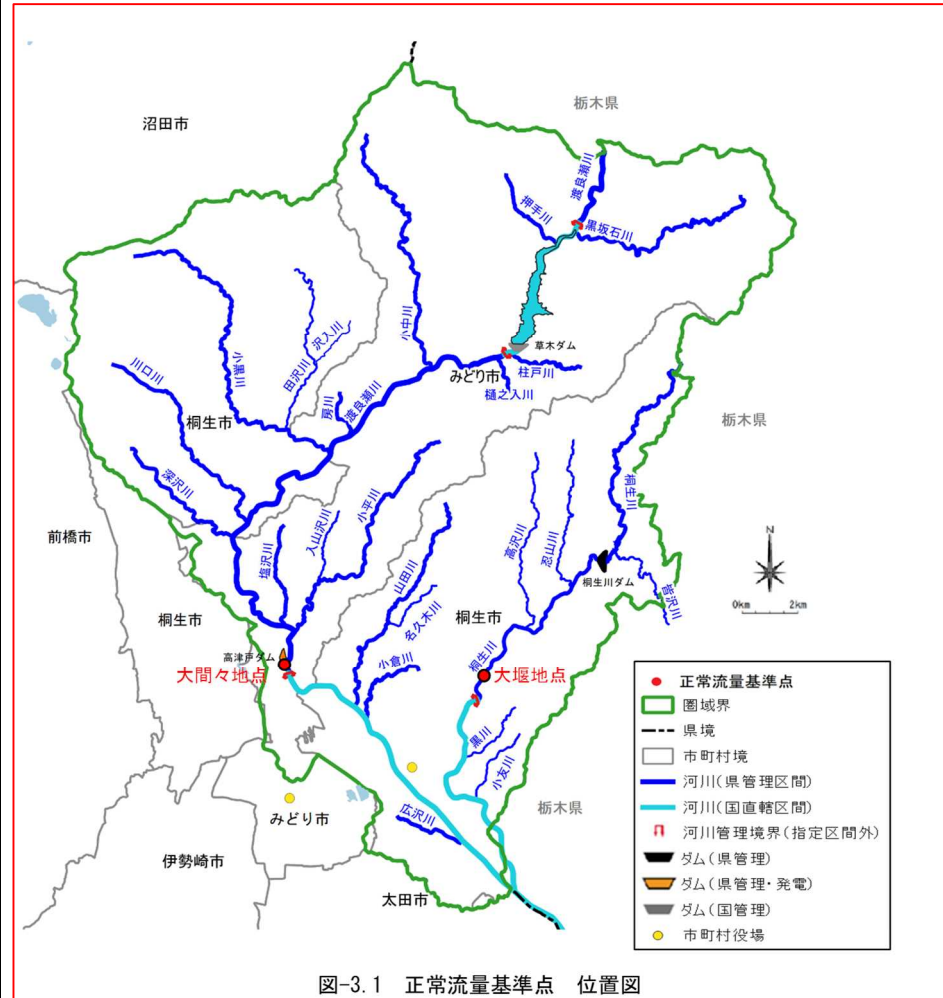 栃木県
沼田市
渡良瀬川
押手川
黒坂石川
小中川
沢入川
田沢川
小黒川
草木ダム
みどり市
柱戸川
樋之入川
川口川
房川
渡良瀬川
桐生市
栃木県
深沢川
小平川
桐生川
前橋市
塩沢川
入山沢川
山田川
高沢川
忍山川
桐生川ダム
皆沢川
N
0km 2km
桐生市
名久木川
桐生市
高津戸ダム
大間々地点
小倉川
桐生川
大堰地点
黒川
小友川
広沢川
栃木県
みどり市
伊勢崎市
太田市
正常流量基準点
圏域界
県境
市町村境
河川(県管理区間)
河川(国直轄区間)
河川管理境界(指定区間外)
ダム(県管理)
ダム(県管理・発電)
ダム(国管理)
市町村役場
図-3.1 正常流量基準点 位置図